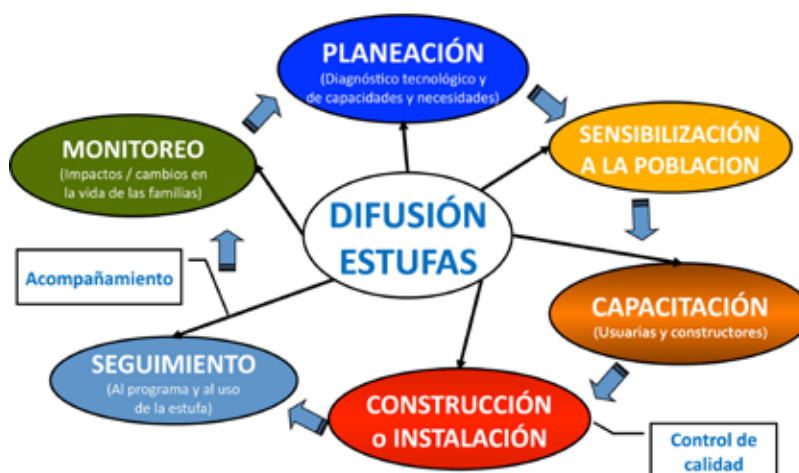 PLANEACIÓN
(Diagnóstico tecnológico y
de capacidades y necesidades)
MONITOREO
(Impactos / cambios en
la vida de las familias)
SENSIBILIZACIÓN
A LA POBLACION
DIFUSIÓN
ESTUFAS
Acompañamiento
CAPACITACIÓN
(Usuarias y constructores)
SEGUIMIENTO
(Al programa y al uso
de la estufa)
CONSTRUCCIÓN
o INSTALACIÓN
Control de
calidad